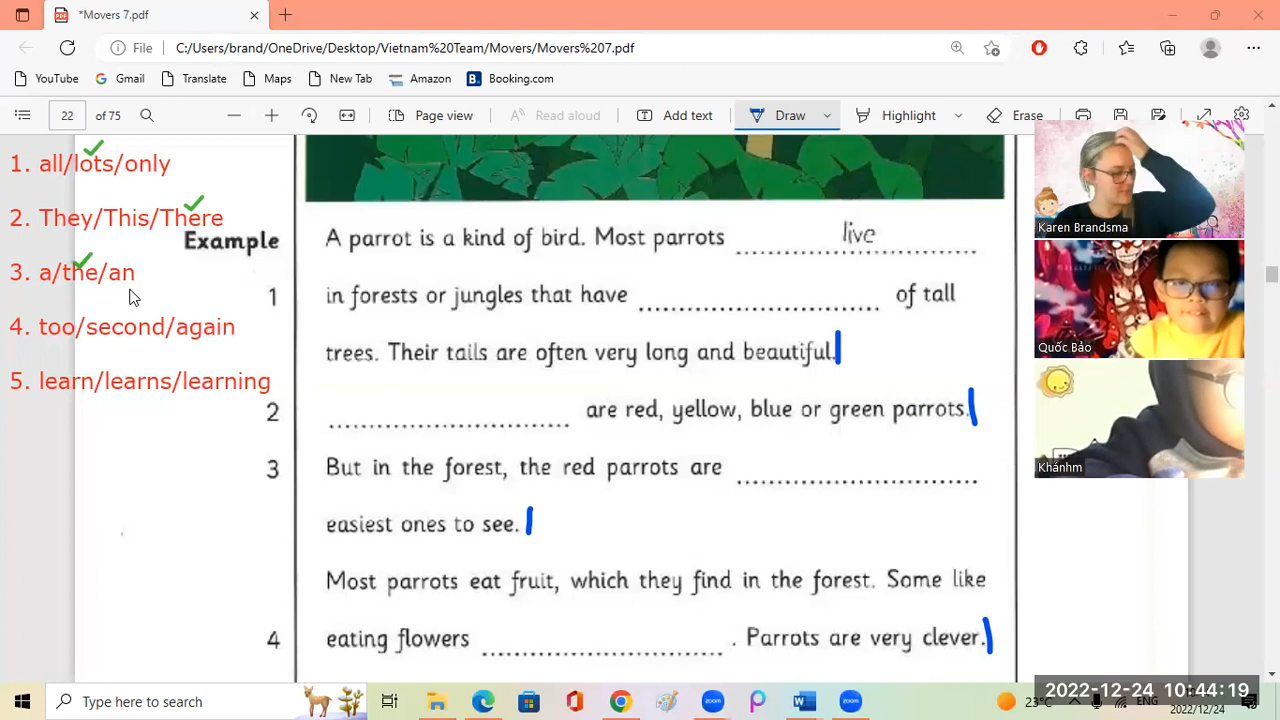 *Movers 7.pdf
File
C:/Users/brand/OneDrive/Desktop/Vietnam%20Team/Movers/Movers%207.pdf
YouTube Gmail Translate Maps New Tab Amazon B. Booking.com
22 of 75 Page view Read aloud Add text Draw Highlight Erase
1. all/lots/only
2. They/This/There
3. a/the/an
4. too/second/again
5. learn/learns/learning
Example A parrot is a kind of bird. Most parrots live
1 in forests or jungles that have of tall
trees. Their tails are often very long and beautiful.
2 are red, yellow, blue or green parrots.
3 But in the forest, the red parrots are
easiest ones to see.
Most parrots eat fruit, which they find in the forest. Some like
4 eating flowers . Parrots are very clever.
Karen Brandsma
Quốc Bảo
Khánhm
Type here to search
zoom
zoom
23°C
ENG
2022/12/24
2022-12-24 10:44:19